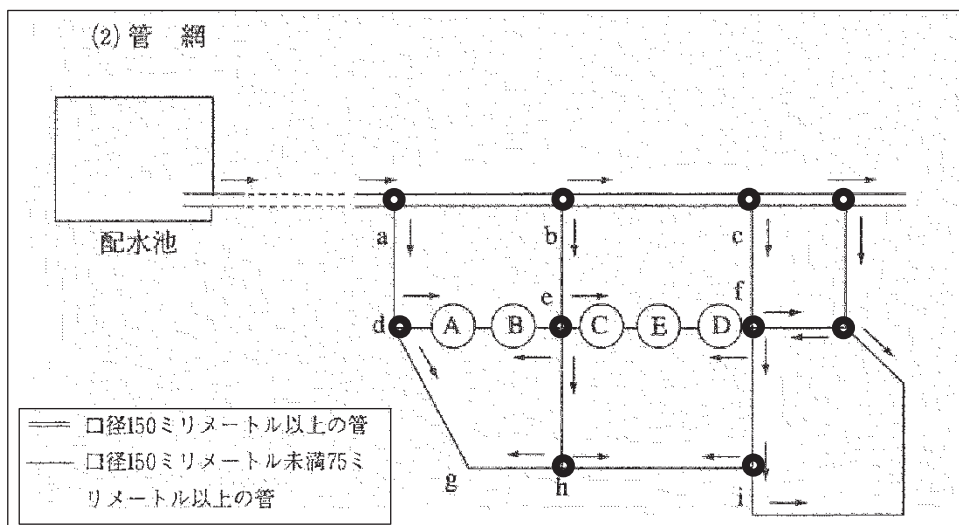 (2) 管 網
配水池
a
b
c
d
A
B
e
C
E
D
f
g
h
i
口径150ミリメートル以上の管
口径150ミリメートル未満75ミ
リメートル以上の管